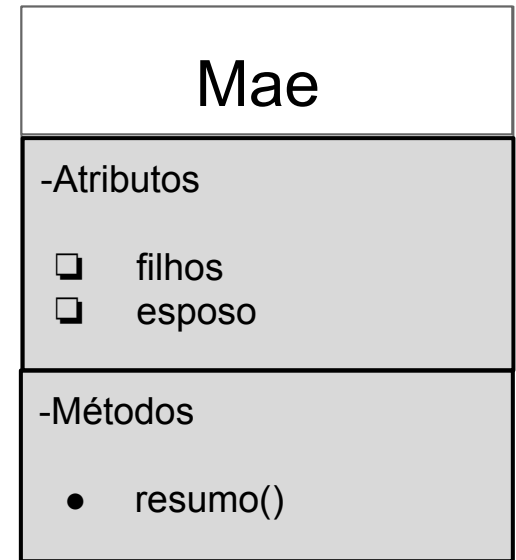 Mae
-Atributos
❏ filhos
❏ esposo
-Métodos
● resumo()